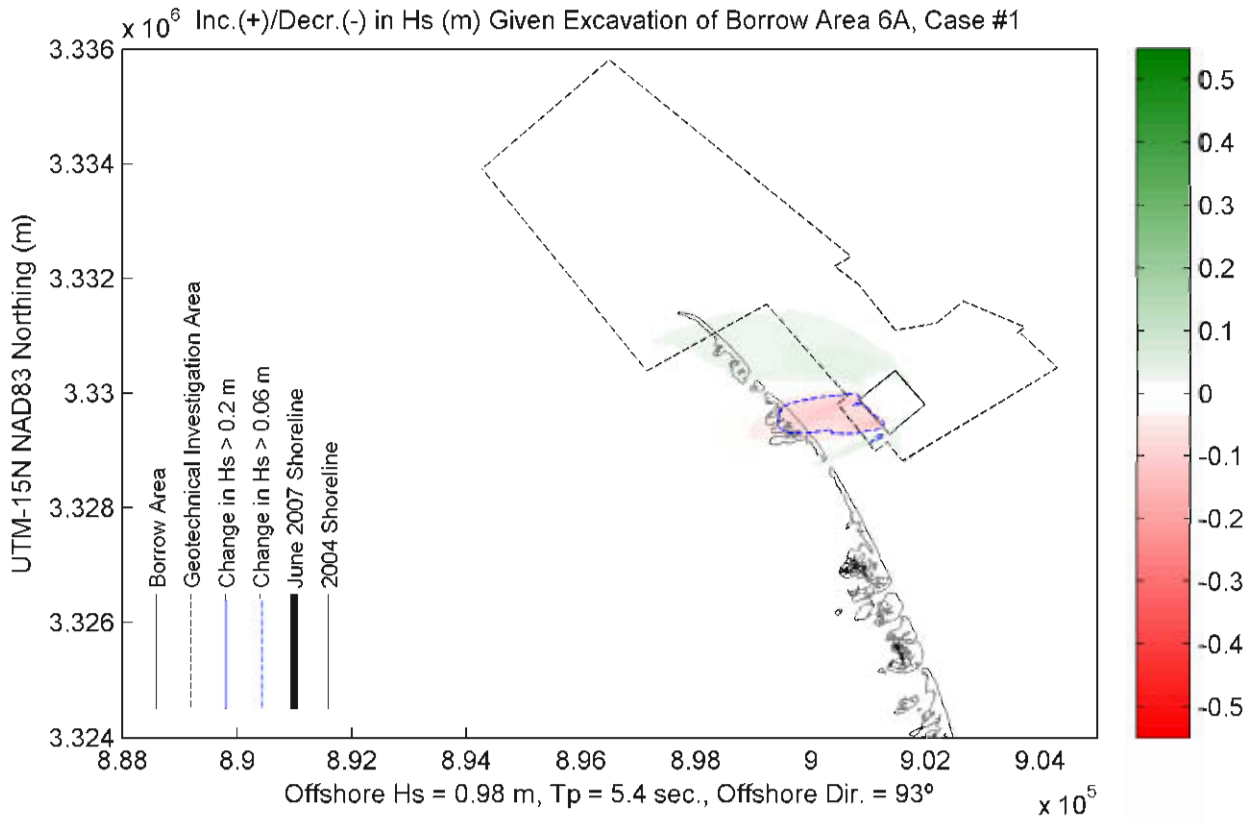 x 10⁶ Inc.(+)/Decr.(-) in Hs (m) Given Excavation of Borrow Area 6A, Case #1
UTM-15N NAD83 Northing (m)
3.336
3.334
3.332
3.33
3.328
3.326
3.324
Borrow Area
Geotechnical Investigation Area
Change in Hs > 0.2 m
Change in Hs > 0.06 m
June 2007 Shoreline
2004 Shoreline
8.88 8.9 8.92 8.94 8.96 8.98 9 9.02 9.04
Offshore Hs = 0.98 m, Tp = 5.4 sec., Offshore Dir. = 93º
x 10⁵
0.5
0.4
0.3
0.2
0.1
0
-0.1
-0.2
-0.3
-0.4
-0.5